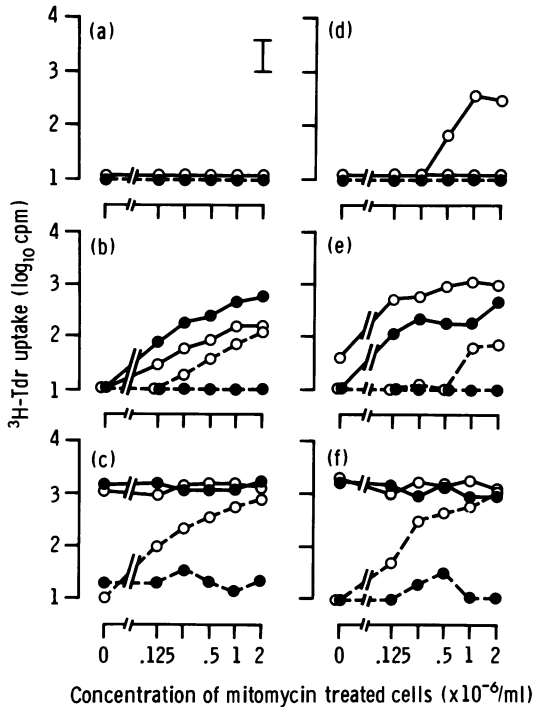 (a)
4
3
2
1
(d)
(b)
4
3
2
1
(e)
(c)
4
3
2
1
(f)
³H-Tdr uptake (log₁₀ cpm)
0 .125 .5 1 2
0 .125 .5 1 2
Concentration of mitomycin treated cells (x10⁻⁶/ml)